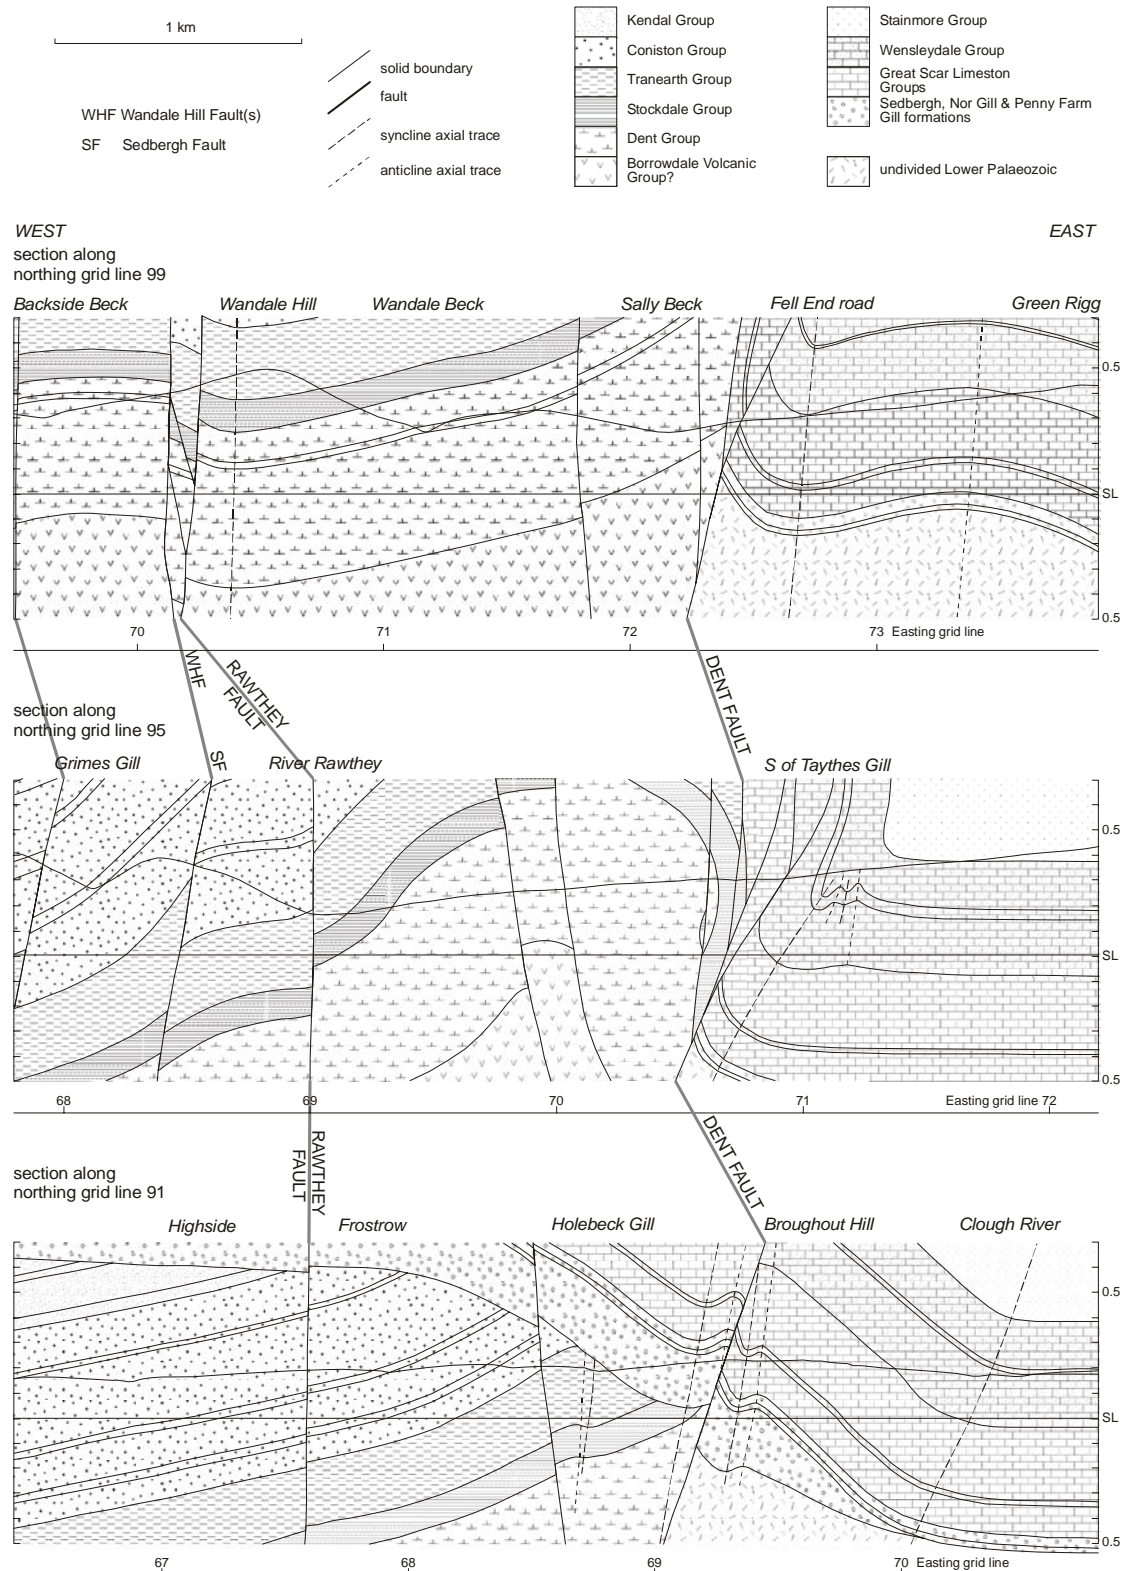 1 km
WHF Wandale Hill Fault(s)
SF Sedbergh Fault
solid boundary
fault
syncline axial trace
anticline axial trace
Kendal Group
Coniston Group
Tranearth Group
Stockdale Group
Dent Group
Borrowdale Volcanic
Group?
Stainmore Group
Wensleydale Group
Great Scar Limeston
Groups
Sedbergh, Nor Gill & Penny Farm
Gill formations
undivided Lower Palaeozoic
WEST
EAST
section along
northing grid line 99
Backside Beck
Wandale Hill
Wandale Beck
Sally Beck
Fell End road
Green Rigg
0.5
SL
0.5
70
71
72
73
Easting grid line
WHF
RAWTHEY
FAULT
DENT FAULT
section along
northing grid line 95
Grimes Gill
SF
River Rawthey
S of Taythes Gill
0.5
SL
0.5
68
69
70
71
Easting grid line 72
RAWTHEY
FAULT
DENT FAULT
section along
northing grid line 91
Highside
Frostrow
Holebeck Gill
Broughout Hill
Clough River
0.5
SL
0.5
67
68
69
70
Easting grid line